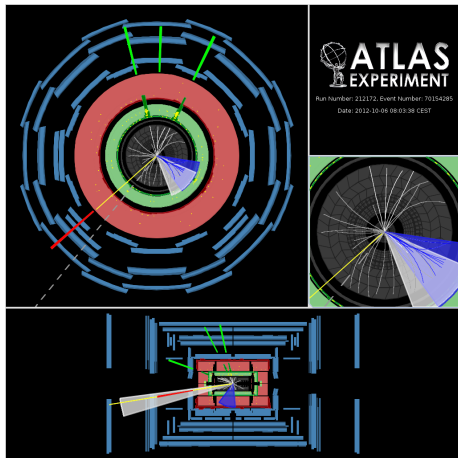 ATLAS
EXPERIMENT
Run Number: 212172, Event Number: 70154285
Date: 2012-10-06 08:03:38 CEST